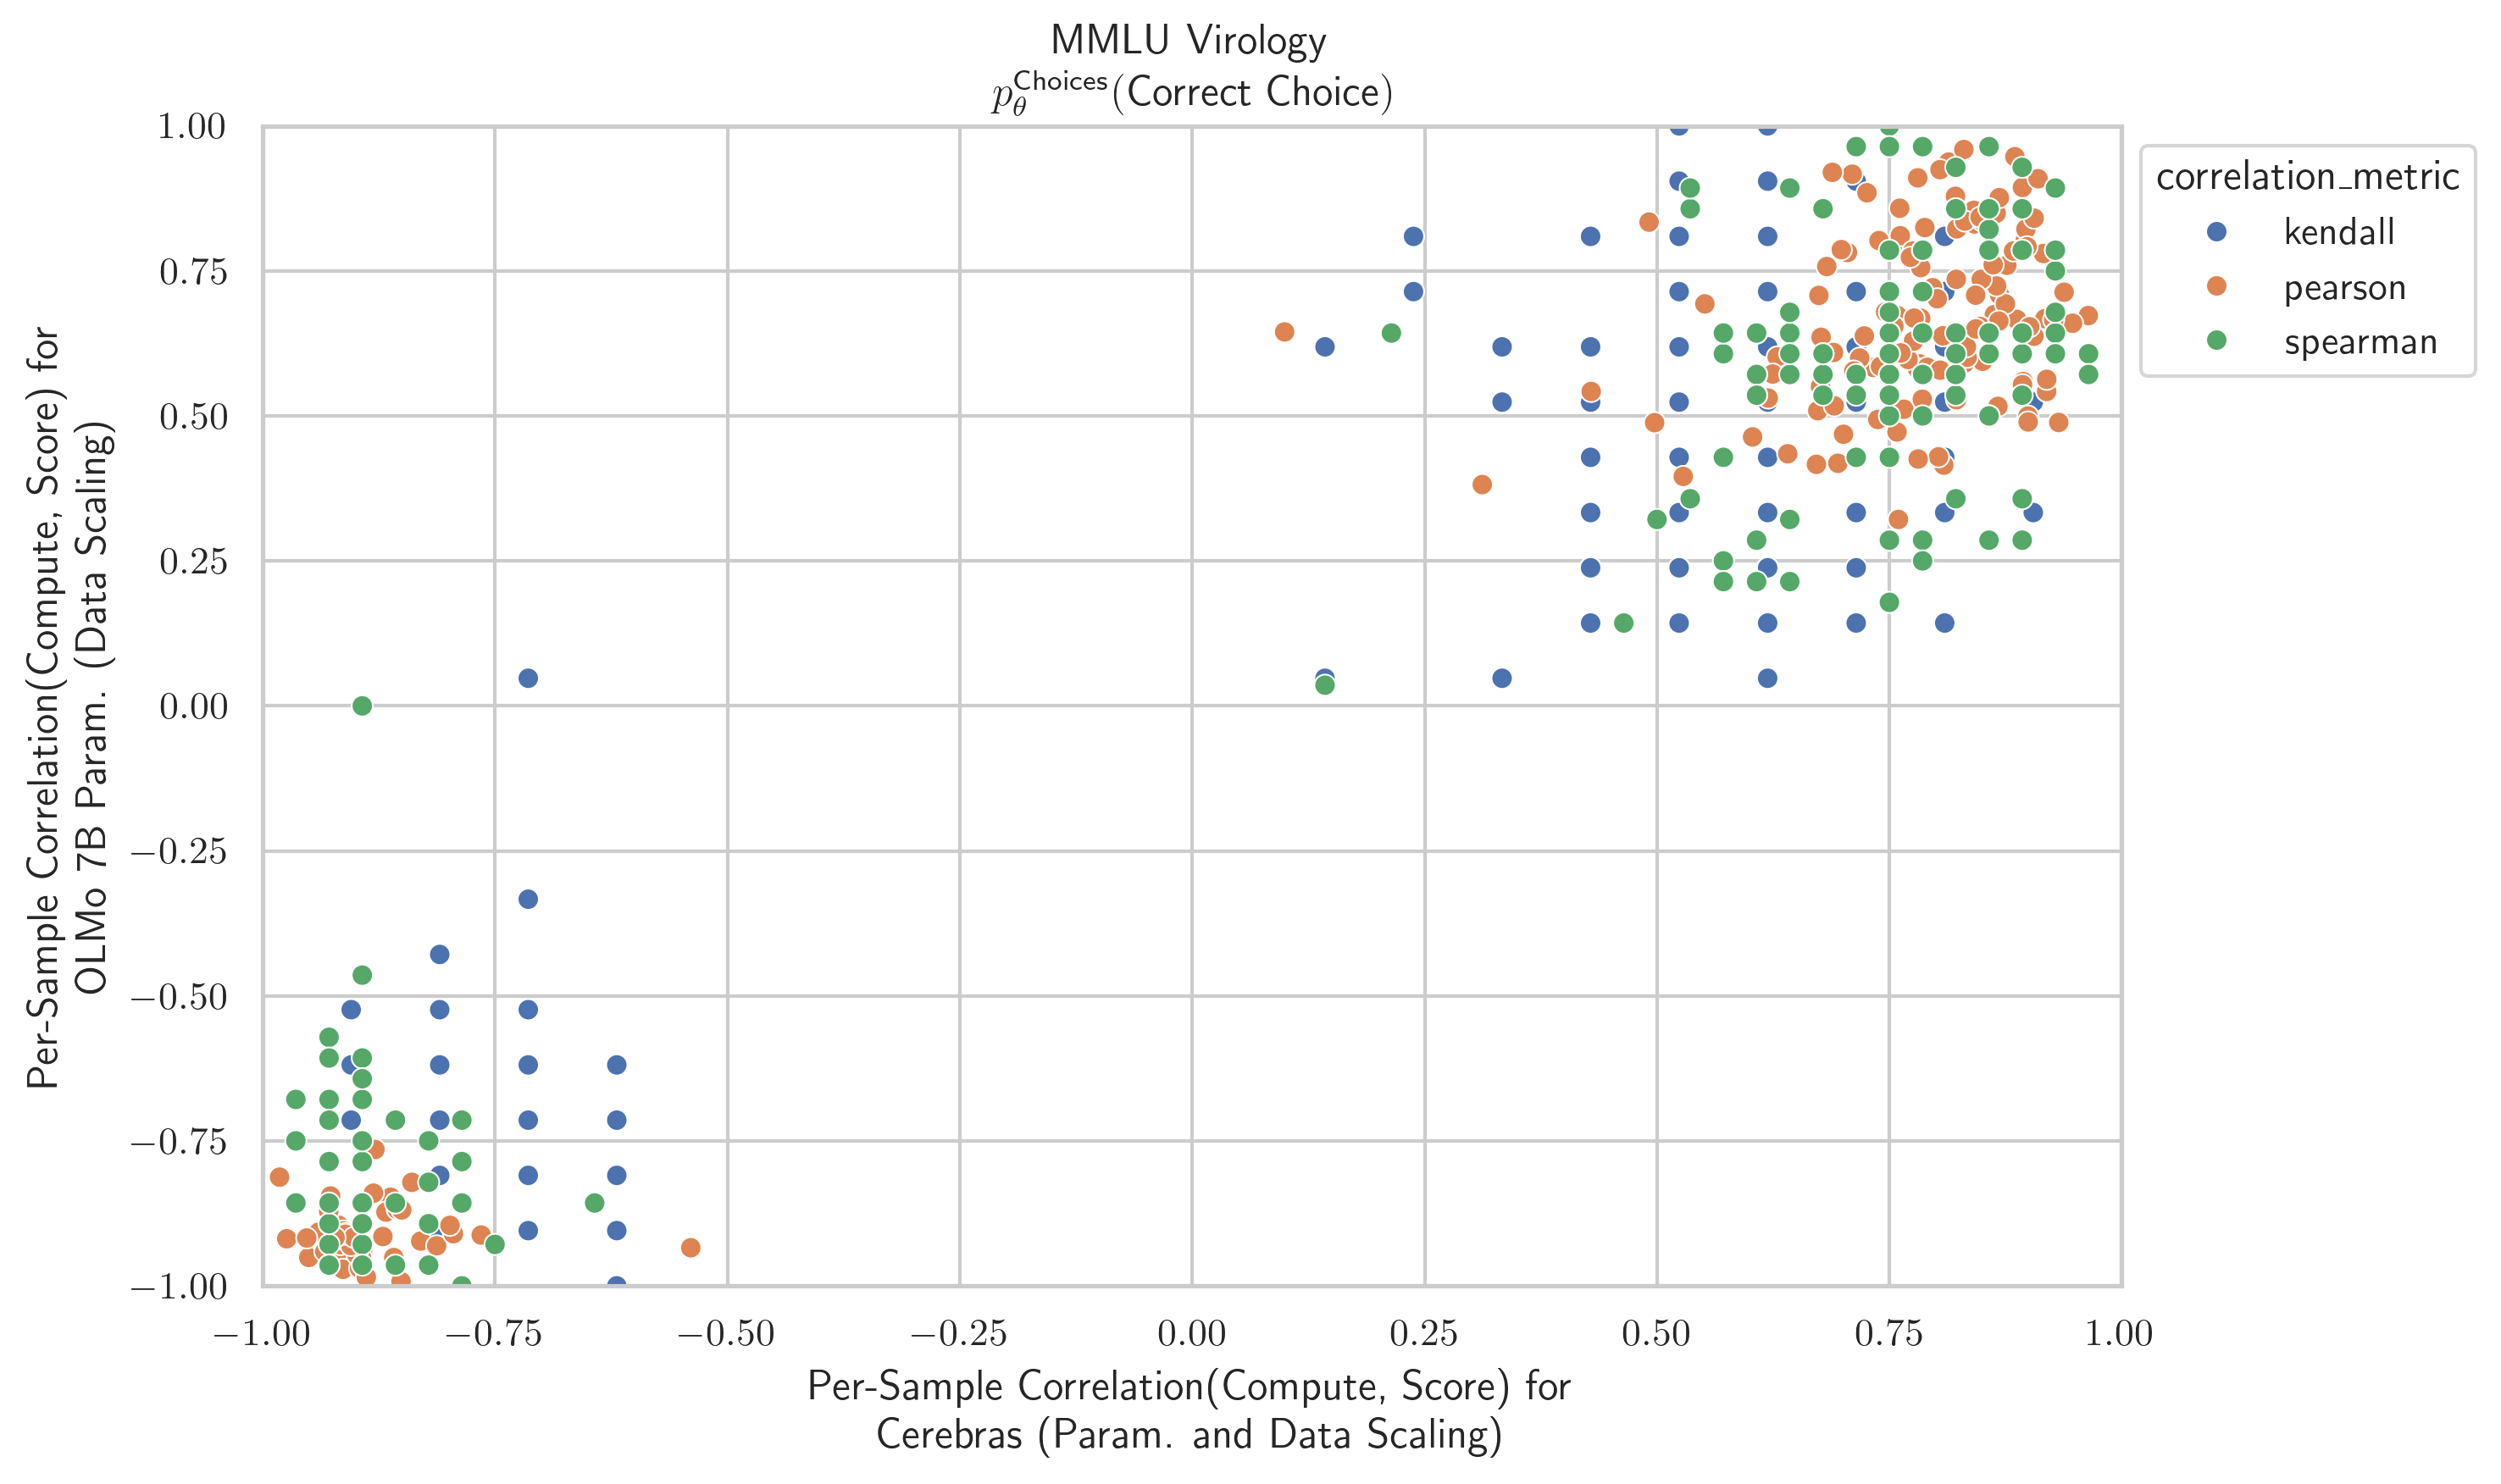 MMLU Virology
p_θ^Choices(Correct Choice)
1.00
0.75
0.50
0.25
0.00
−0.25
−0.50
−0.75
−1.00
Per-Sample Correlation(Compute, Score) for
OLMo 7B Param. (Data Scaling)
−1.00 −0.75 −0.50 −0.25 0.00 0.25 0.50 0.75 1.00
Per-Sample Correlation(Compute, Score) for
Cerebras (Param. and Data Scaling)
correlation_metric
kendall
pearson
spearman